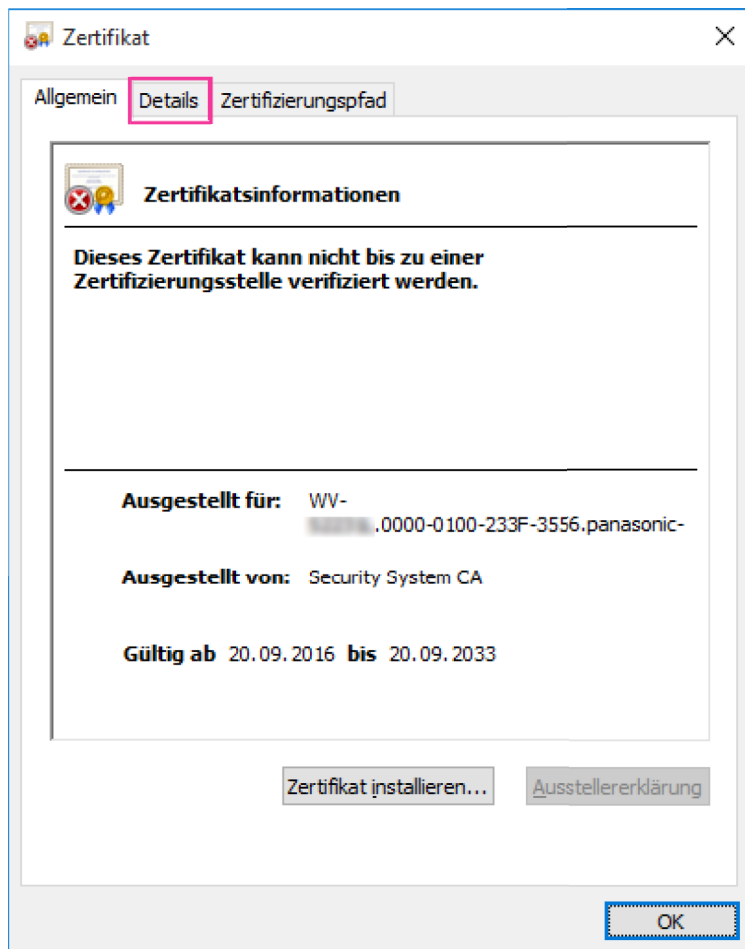 Zertifikat
Allgemein Details Zertifizierungspfad
Zertifikatsinformationen
Dieses Zertifikat kann nicht bis zu einer
Zertifizierungsstelle verifiziert werden.
Ausgestellt für: WV-
.0000-0100-233F-3556.panasonic-
Ausgestellt von: Security System CA
Gültig ab 20.09.2016 bis 20.09.2033
Zertifikat installieren... Ausstellererklärung
OK